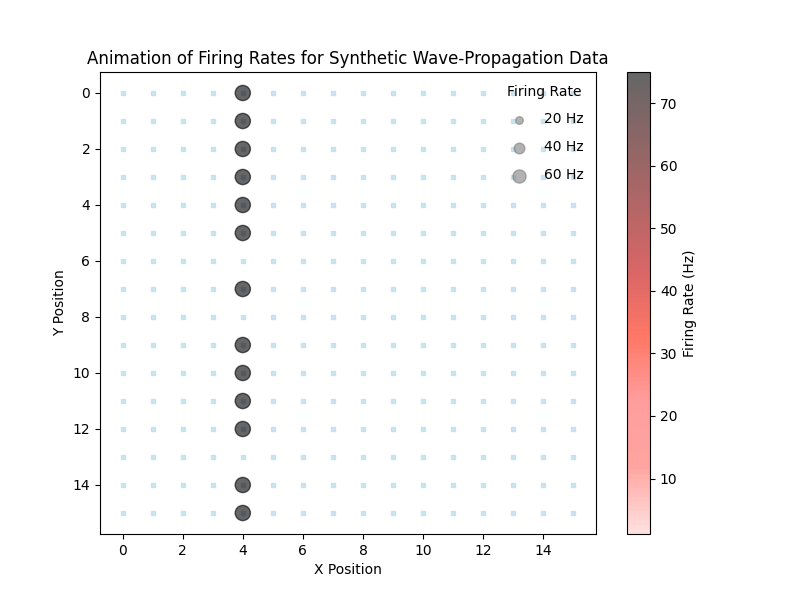 Animation of Firing Rates for Synthetic Wave-Propagation Data
Firing Rate
20 Hz
40 Hz
60 Hz
0
2
4
6
8
10
12
14
Y Position
0
2
4
6
8
10
12
14
X Position
70
60
50
40
30
20
10
Firing Rate (Hz)